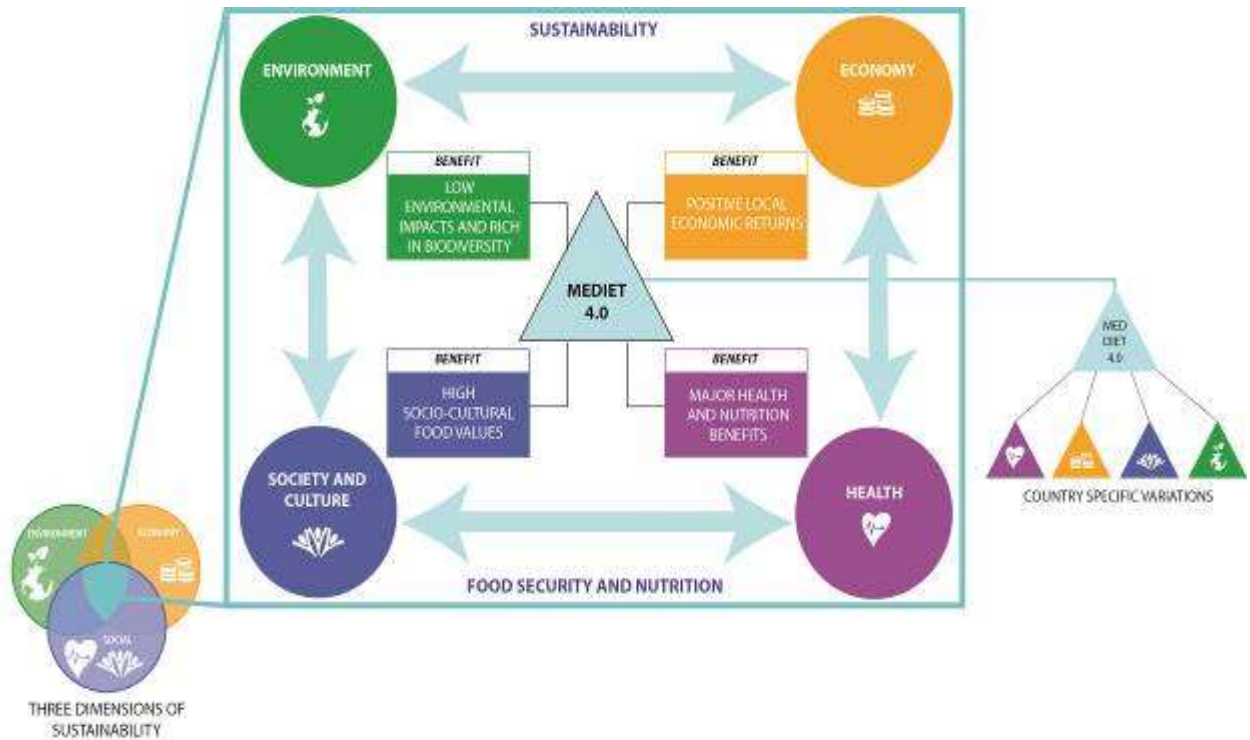 SUSTAINABILITY
ENVIRONMENT
ECONOMY
BENEFIT
LOW
ENVIRONMENTAL
IMPACTS AND RICH
IN BIODIVERSITY
BENEFIT
POSITIVE LOCAL
ECONOMIC RETURNS
MEDIET
4.0
BENEFIT
HIGH
SOCIO-CULTURAL
FOOD VALUES
BENEFIT
MAJOR HEALTH
AND NUTRITION
BENEFITS
SOCIETY AND
CULTURE
HEALTH
FOOD SECURITY AND NUTRITION
MED
DIET
4.0
COUNTRY SPECIFIC VARIATIONS
ENVIRONMENT
ECONOMY
SOCIAL
THREE DIMENSIONS OF
SUSTAINABILITY